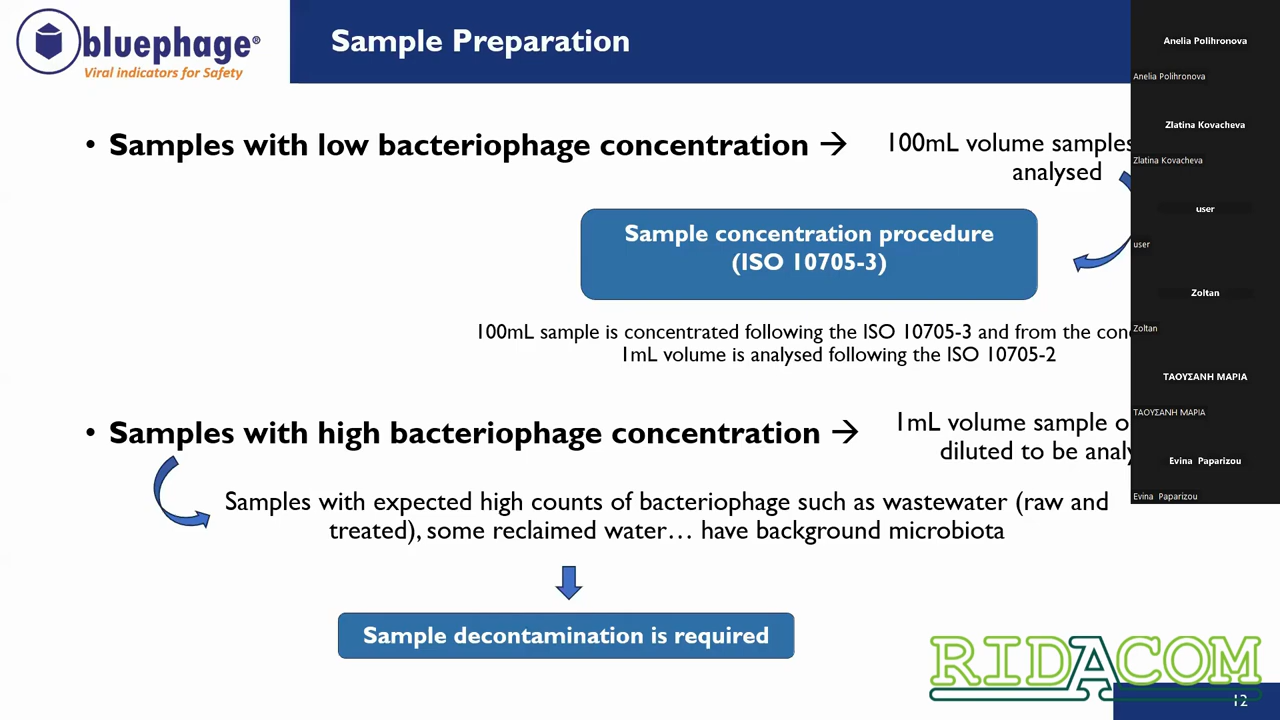 bluephage®
Viral indicators for Safety
Sample Preparation
• Samples with low bacteriophage concentration →
100mL volume samples
analysed
Sample concentration procedure
(ISO 10705-3)
100mL sample is concentrated following the ISO 10705-3 and from the
1mL volume is analysed following the ISO 10705-2
• Samples with high bacteriophage concentration →
1mL volume sample
diluted to be
Samples with expected high counts of bacteriophage such as wastewater (raw and
treated), some reclaimed water... have background microbiota
Sample decontamination is required
RIDACOM
12
Anelia Polihronova
Anelia Polihronova
Zlatina Kovacheva
Zlatina Kovacheva
user
user
Zoltan
Zoltan
ΤΑΟΥΣΑΝΗ ΜΑΡΙΑ
ΤΑΟΥΣΑΝΗ ΜΑΡΙΑ
Evina Paparizou
Evina Paparizou